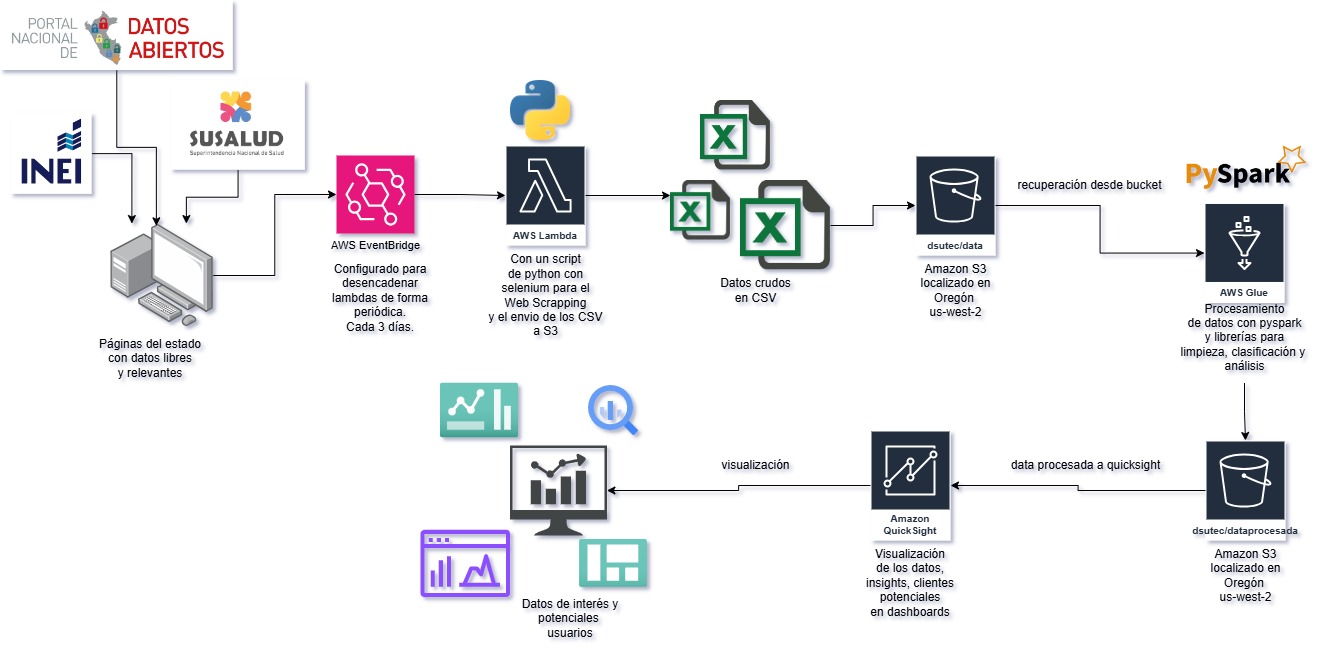 PORTAL
NACIONAL
DE
DATOS
ABIERTOS
INEI
SUSALUD
Superintendencia Nacional de Salud
Páginas del estado
con datos libres
y relevantes
AWS EventBridge
Configurado para
desencadenar
lambdas de forma
periódica.
Cada 3 días.
AWS Lambda
Con un script
de python con
selenium para el
Web Scrapping
y el envio de los CSV
a S3
X
X
X
Datos crudos
en CSV
dsutec/data
Amazon S3
localizado en
Oregón
us-west-2
recuperación desde bucket
PySpark
AWS Glue
Procesamiento
de datos con pyspark
y librerías para
limpieza, clasificación y
análisis
dsutec/dataprocesada
Amazon S3
localizado en
Oregón
us-west-2
data procesada a quicksight
Amazon
QuickSight
Visualización
de los datos,
insights, clientes
potenciales
en dashboards
visualización
Datos de interés y
potenciales
usuarios